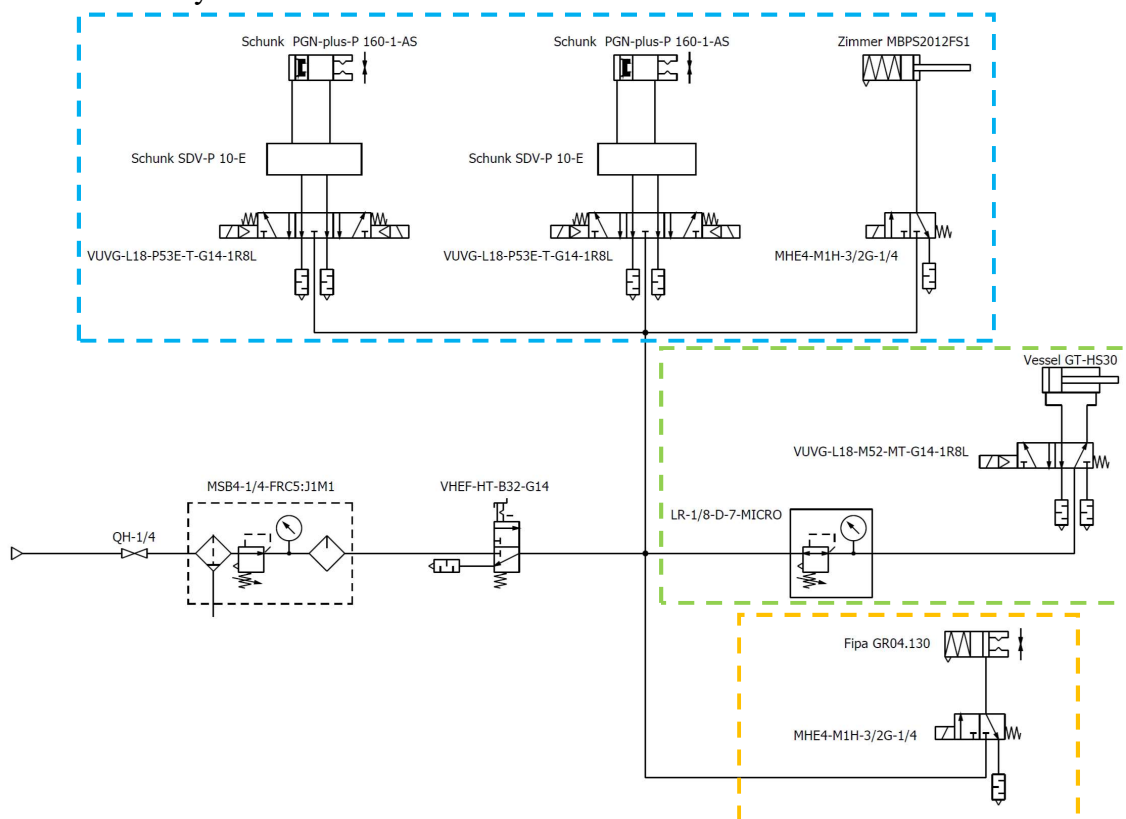 Schunk PGN-plus-P 160-1-AS
Schunk PGN-plus-P 160-1-AS
Zimmer MBPS2012FS1
Schunk SDV-P 10-E
Schunk SDV-P 10-E
VUVG-L18-P53E-T-G14-1R8L
VUVG-L18-P53E-T-G14-1R8L
MHE4-M1H-3/2G-1/4
Vessel GT-HS30
VUVG-L18-M52-MT-G14-1R8L
MSB4-1/4-FRC5:J1M1
VHEF-HT-B32-G14
LR-1/8-D-7-MICRO
QH-1/4
Fipa GR04.130
MHE4-M1H-3/2G-1/4